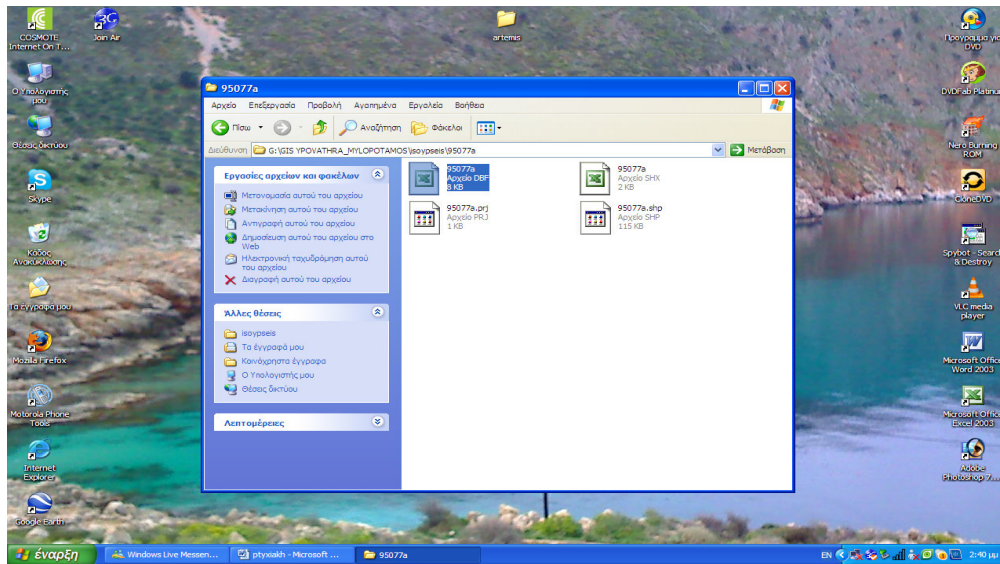 COSMOTE
Internet On T...
Join Air
artemis
Πρόγραμμα για
DVD
Ο Υπολογιστής
μου
DVDFab Platinu
Θέσεις δικτύου
Nero Burning
ROM
Skype
CloneDVD
Κάδος
Ανακύκλωσης
Spybot - Search
& Destroy
Τα έγγραφα μου
VLC media
player
Mozilla Firefox
Microsoft Office
Word 2003
Motorola Phone
Tools
Microsoft Office
Excel 2003
Internet
Explorer
Adobe
Photoshop 7....
Google Earth
95077a
Αρχείο Επεξεργασία Προβολή Αγαπημένα Εργαλεία Βοήθεια
Πίσω Αναζήτηση Φάκελοι
Διεύθυνση G:\GIS YPOVATHRA_MYLOPOTAMOS\isoypseis\95077a Μετάβαση
Εργασίες αρχείων και φακέλων
Μετονομασία αυτού του αρχείου
Μετακίνηση αυτού του αρχείου
Αντιγραφή αυτού του αρχείου
Δημοσίευση αυτού του αρχείου στο
Web
Ηλεκτρονική ταχυδρόμηση αυτού
του αρχείου
Διαγραφή αυτού του αρχείου
Άλλες θέσεις
isoypseis
Τα έγγραφά μου
Κοινόχρηστα έγγραφα
Ο Υπολογιστής μου
Θέσεις δικτύου
Λεπτομέρειες
95077a
Αρχείο DBF
8 KB
95077a
Αρχείο SHX
2 KB
95077a.prj
Αρχείο PRJ
1 KB
95077a.shp
Αρχείο SHP
115 KB
έναρξη
Windows Live Messen...
ptyxiakh - Microsoft ...
95077a
EN
2:40 μμ